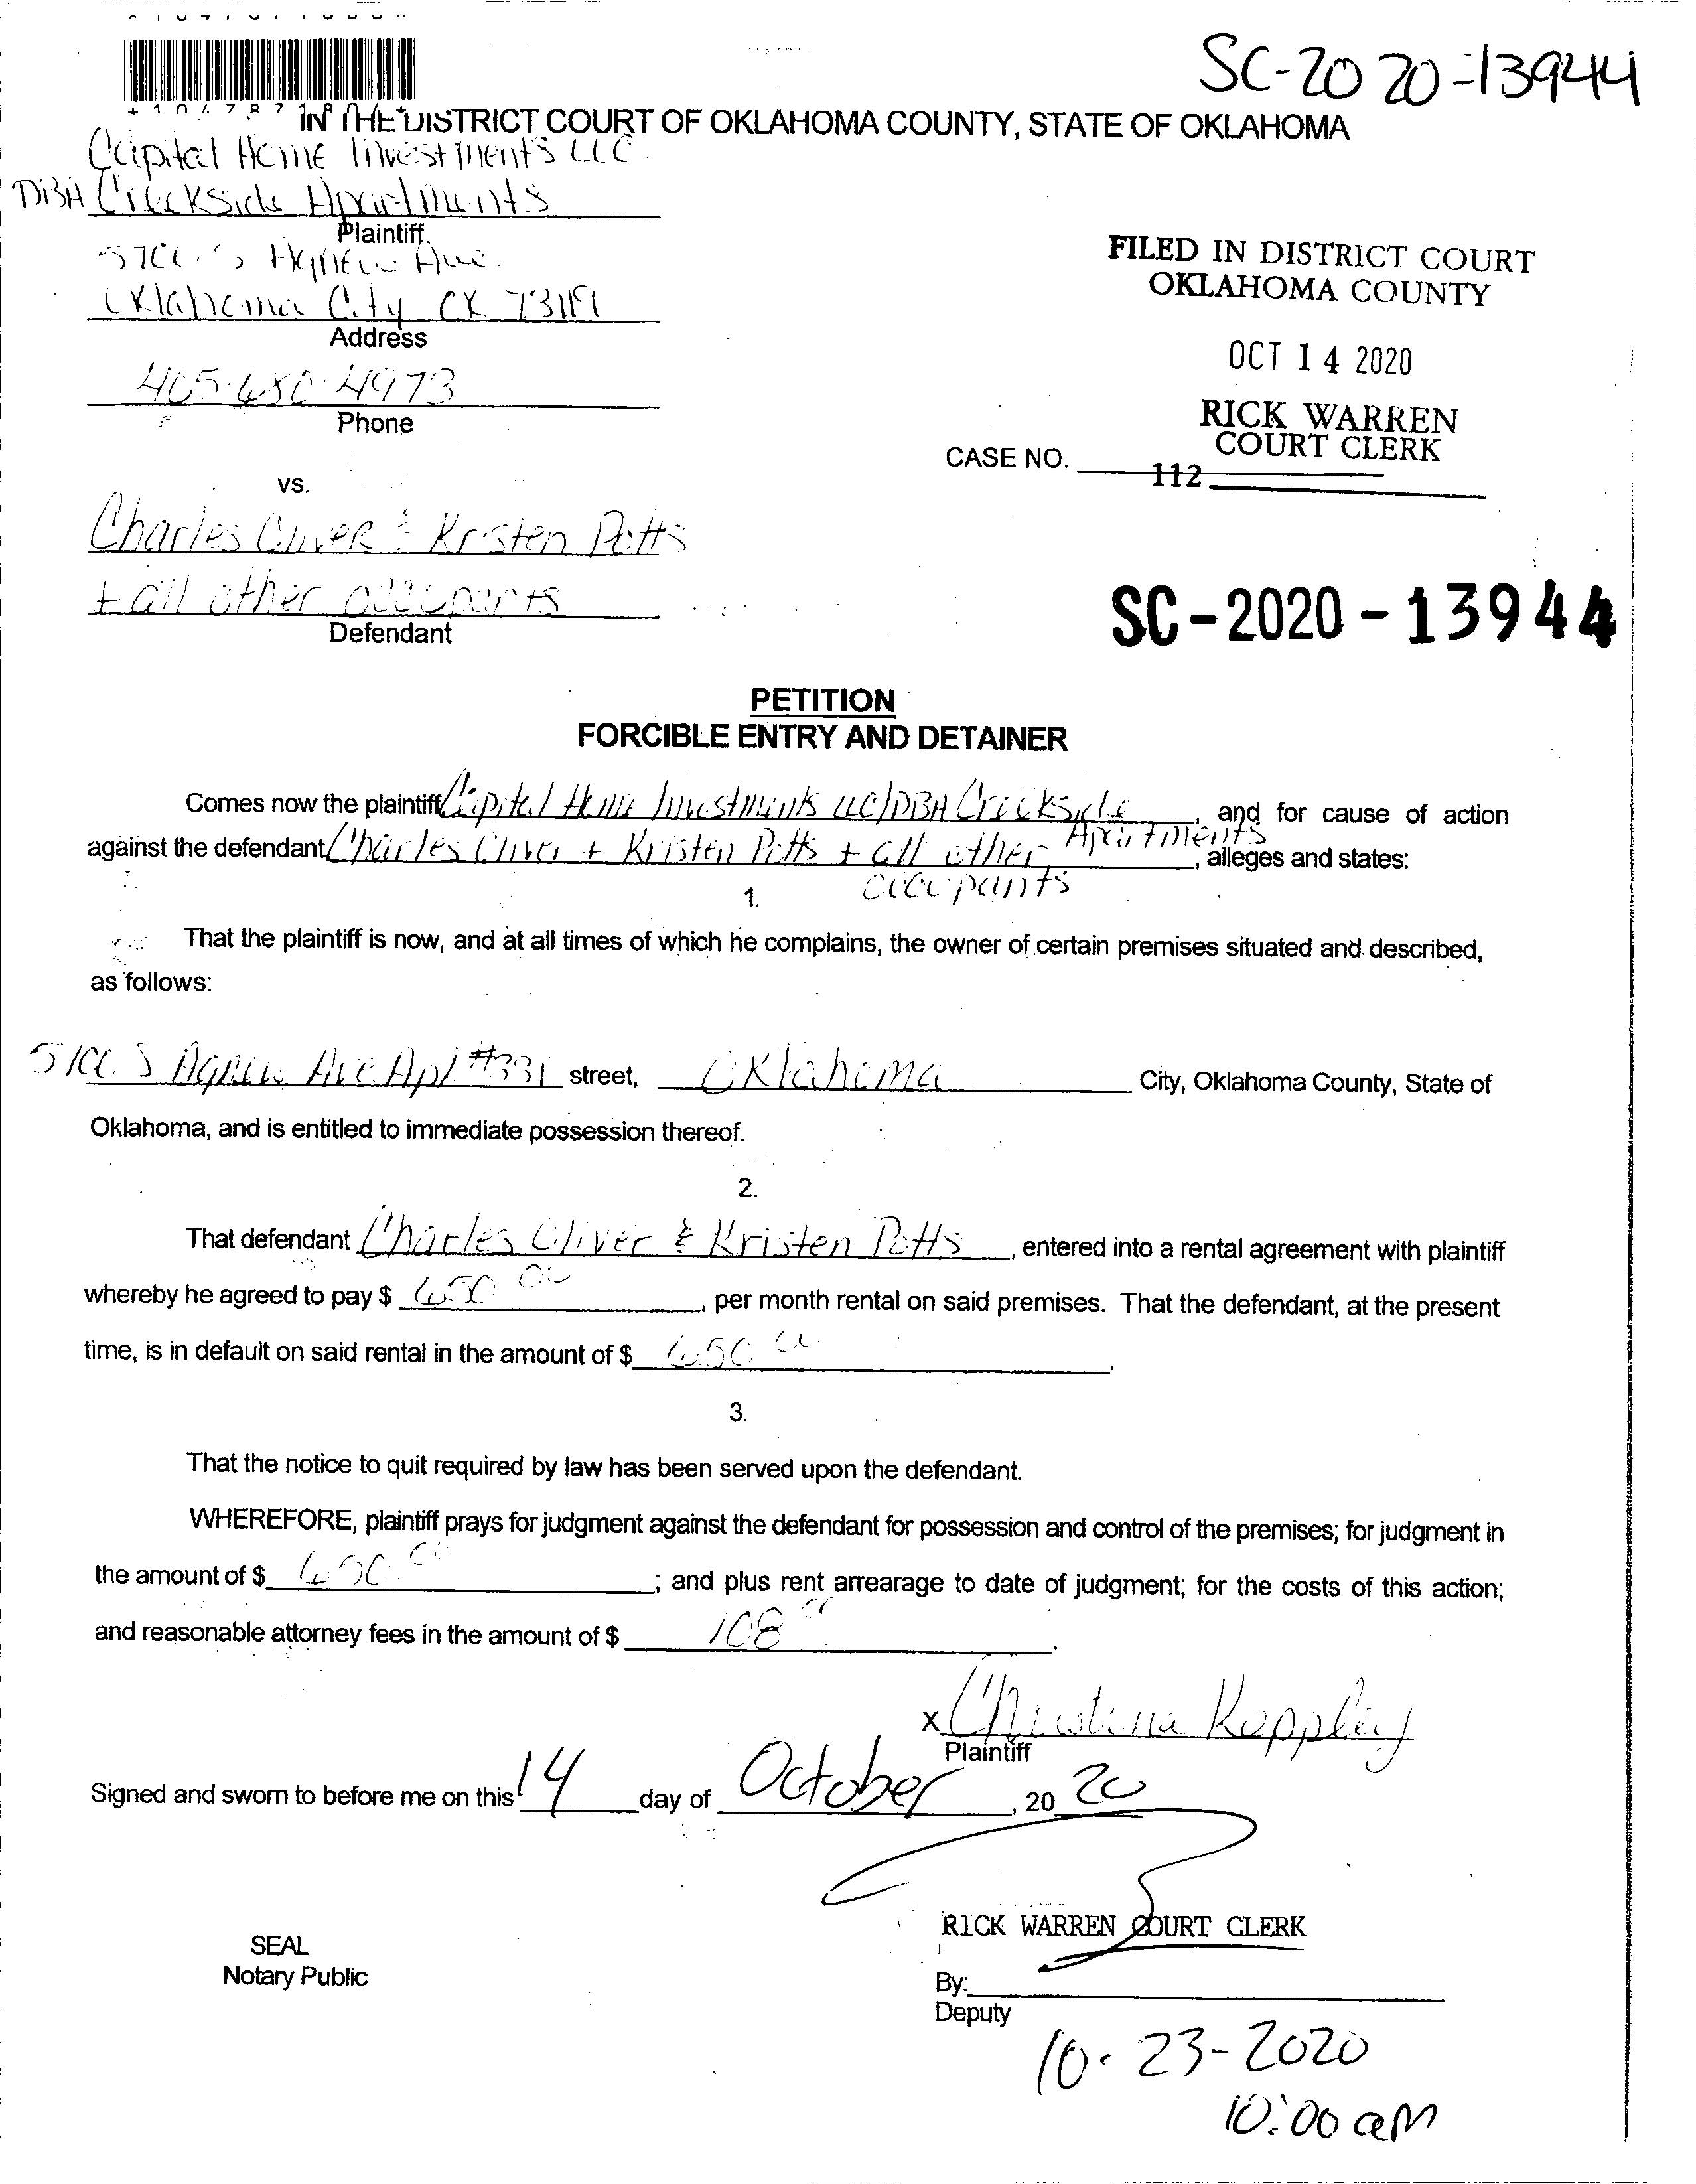 SC-2020-13944
IN THE DISTRICT COURT OF OKLAHOMA COUNTY, STATE OF OKLAHOMA
Capital Home Investments LLC
DBA Creekside Apartments
Plaintiff
S Agnew Ave.
Oklahoma City OK 73119
Address
405-680-4973
Phone
FILED IN DISTRICT COURT
OKLAHOMA COUNTY
OCT 14 2020
RICK WARREN
COURT CLERK
CASE NO.
112
vs.
Charles Oliver & Kristen Potts
+ all other occupants
Defendant
SC-2020-13944
PETITION
FORCIBLE ENTRY AND DETAINER
Comes now the plaintiff Capital Home Investments LLC/DBA Creekside Apartments, and for cause of action
against the defendant Charles Oliver + Kristen Potts + all other occupants, alleges and states:
1.
That the plaintiff is now, and at all times of which he complains, the owner of certain premises situated and described,
as follows:
S Agnew Ave Apt #331 street, Oklahoma City, Oklahoma County, State of
Oklahoma, and is entitled to immediate possession thereof.
2.
That defendant Charles Oliver & Kristen Potts, entered into a rental agreement with plaintiff
whereby he agreed to pay $ 650 00, per month rental on said premises. That the defendant, at the present
time, is in default on said rental in the amount of $ 650 00.
3.
That the notice to quit required by law has been served upon the defendant.
WHEREFORE, plaintiff prays for judgment against the defendant for possession and control of the premises; for judgment in
the amount of $ 650 00; and plus rent arrearage to date of judgment; for the costs of this action;
and reasonable attorney fees in the amount of $ 108.
x Christina Koppley
Plaintiff
Signed and sworn to before me on this 14 day of October, 20 20
RICK WARREN COURT CLERK
SEAL
Notary Public
By:
Deputy
10-23-2020
10:00 am